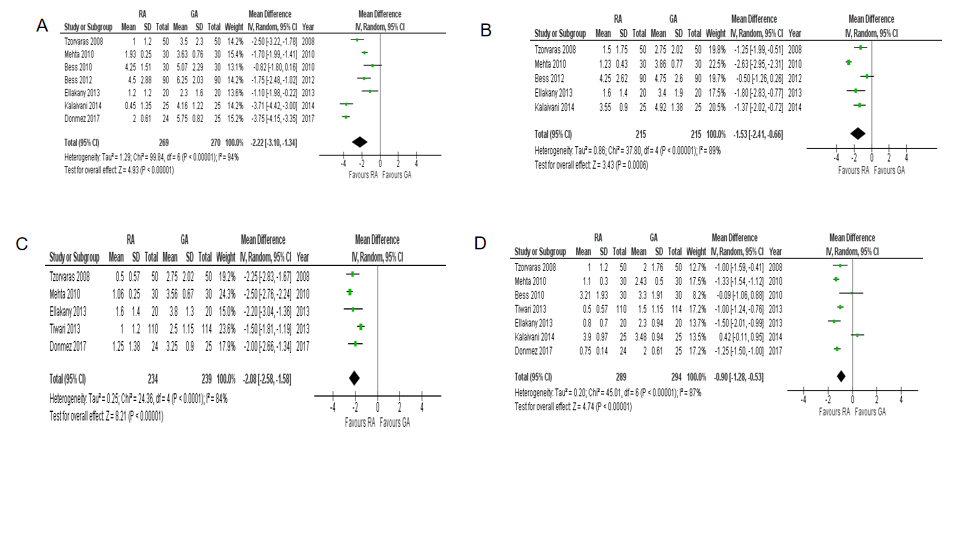 A
RA GA Mean Difference Mean Difference
Study or Subgroup Mean SD Total Mean SD Total Weight IV, Random, 95% CI Year IV, Random, 95% CI
Tzorvaras 2008 1 1.2 50 3.5 2.3 50 14.2% -2.50 [-3.22, -1.78] 2008
Mehta 2010 1.93 0.25 30 3.63 0.76 30 15.4% -1.70 [-1.99, -1.41] 2010
Bess 2010 4.25 1.51 30 5.07 2.29 30 13.5% -0.82 [-1.80, 0.16] 2010
Bess 2012 4.5 2.88 90 6.25 2.03 90 14.2% -1.75 [-2.48, -1.02] 2012
Ellakany 2013 1.2 1.2 20 2.3 1.6 20 13.8% -1.10 [-1.98, -0.22] 2013
Kalaivani 2014 0.45 1.35 25 4.16 1.22 25 14.2% -3.71 [-4.42, -3.00] 2014
Donmez 2017 2 0.61 24 5.75 0.82 25 15.2% -3.75 [-4.15, -3.35] 2017
Total (95% CI) 269 270 100.0% -2.22 [-3.10, -1.34]
Heterogeneity: Tau² = 1.29; Chi² = 99.84, df = 6 (P < 0.00001); I² = 94%
Test for overall effect: Z = 4.93 (P < 0.00001)
-4 -2 0 2 4
Favours RA Favours GA
B
RA GA Mean Difference Mean Difference
Study or Subgroup Mean SD Total Mean SD Total Weight IV, Random, 95% CI Year IV, Random, 95% CI
Tzorvaras 2008 1.5 1.75 50 2.75 2.02 50 19.8% -1.25 [-1.99, -0.51] 2008
Mehta 2010 1.23 0.43 30 3.86 0.77 30 22.5% -2.63 [-2.95, -2.31] 2010
Bess 2012 4.25 2.62 90 4.75 2.6 90 19.7% -0.50 [-1.26, 0.26] 2012
Ellakany 2013 1.6 1.4 20 3.4 1.9 20 17.4% -1.80 [-2.83, -0.77] 2013
Kalaivani 2014 3.55 0.9 25 4.92 1.38 25 20.5% -1.37 [-2.02, -0.72] 2014
Total (95% CI) 215 215 100.0% -1.53 [-2.41, -0.66]
Heterogeneity: Tau² = 0.86; Chi² = 37.80, df = 4 (P < 0.00001); I² = 89%
Test for overall effect: Z = 3.43 (P = 0.0006)
-4 -2 0 2 4
Favours RA Favours GA
C
RA GA Mean Difference Mean Difference
Study or Subgroup Mean SD Total Mean SD Total Weight IV, Random, 95% CI Year IV, Random, 95% CI
Tzorvaras 2008 0.5 0.57 50 2.75 2.02 50 19.2% -2.25 [-2.83, -1.67] 2008
Mehta 2010 1.06 0.25 30 3.56 0.67 30 24.3% -2.50 [-2.76, -2.24] 2010
Ellakany 2013 1.6 1.4 20 3.8 1.3 20 15.0% -2.20 [-3.04, -1.36] 2013
Tiwari 2013 1 1.2 110 2.5 1.15 114 23.6% -1.50 [-1.81, -1.19] 2013
Donmez 2017 1.25 1.38 24 3.25 0.9 25 17.9% -2.00 [-2.66, -1.34] 2017
Total (95% CI) 234 239 100.0% -2.08 [-2.58, -1.58]
Heterogeneity: Tau² = 0.25; Chi² = 24.36, df = 4 (P < 0.0001); I² = 84%
Test for overall effect: Z = 8.21 (P < 0.00001)
-4 -2 0 2 4
Favours RA Favours GA
D
RA GA Mean Difference Mean Difference
Study or Subgroup Mean SD Total Mean SD Total Weight IV, Random, 95% CI Year IV, Random, 95% CI
Tzorvaras 2008 1 1.2 50 2 1.76 50 12.7% -1.00 [-1.59, -0.41] 2008
Mehta 2010 1.1 0.3 30 2.43 0.5 30 17.5% -1.33 [-1.54, -1.12] 2010
Bess 2010 3.21 1.93 30 3.3 1.91 30 8.7% -0.09 [-1.06, 0.88] 2010
Tiwari 2013 0.5 0.57 110 1.5 1.15 114 17.2% -1.00 [-1.24, -0.76] 2013
Ellakany 2013 0.8 0.7 20 2.3 0.94 20 13.6% -1.50 [-2.01, -0.99] 2013
Kalaivani 2014 3.9 0.97 25 3.48 0.94 25 13.4% 0.42 [-0.11, 0.95] 2014
Donmez 2017 0.75 0.14 24 2 0.61 25 17.2% -1.25 [-1.50, -1.00] 2017
Total (95% CI) 289 294 100.0% -0.90 [-1.28, -0.53]
Heterogeneity: Tau² = 0.20; Chi² = 45.01, df = 6 (P < 0.00001); I² = 87%
Test for overall effect: Z = 4.74 (P < 0.00001)
-4 -2 0 2 4
Favours RA Favours GA